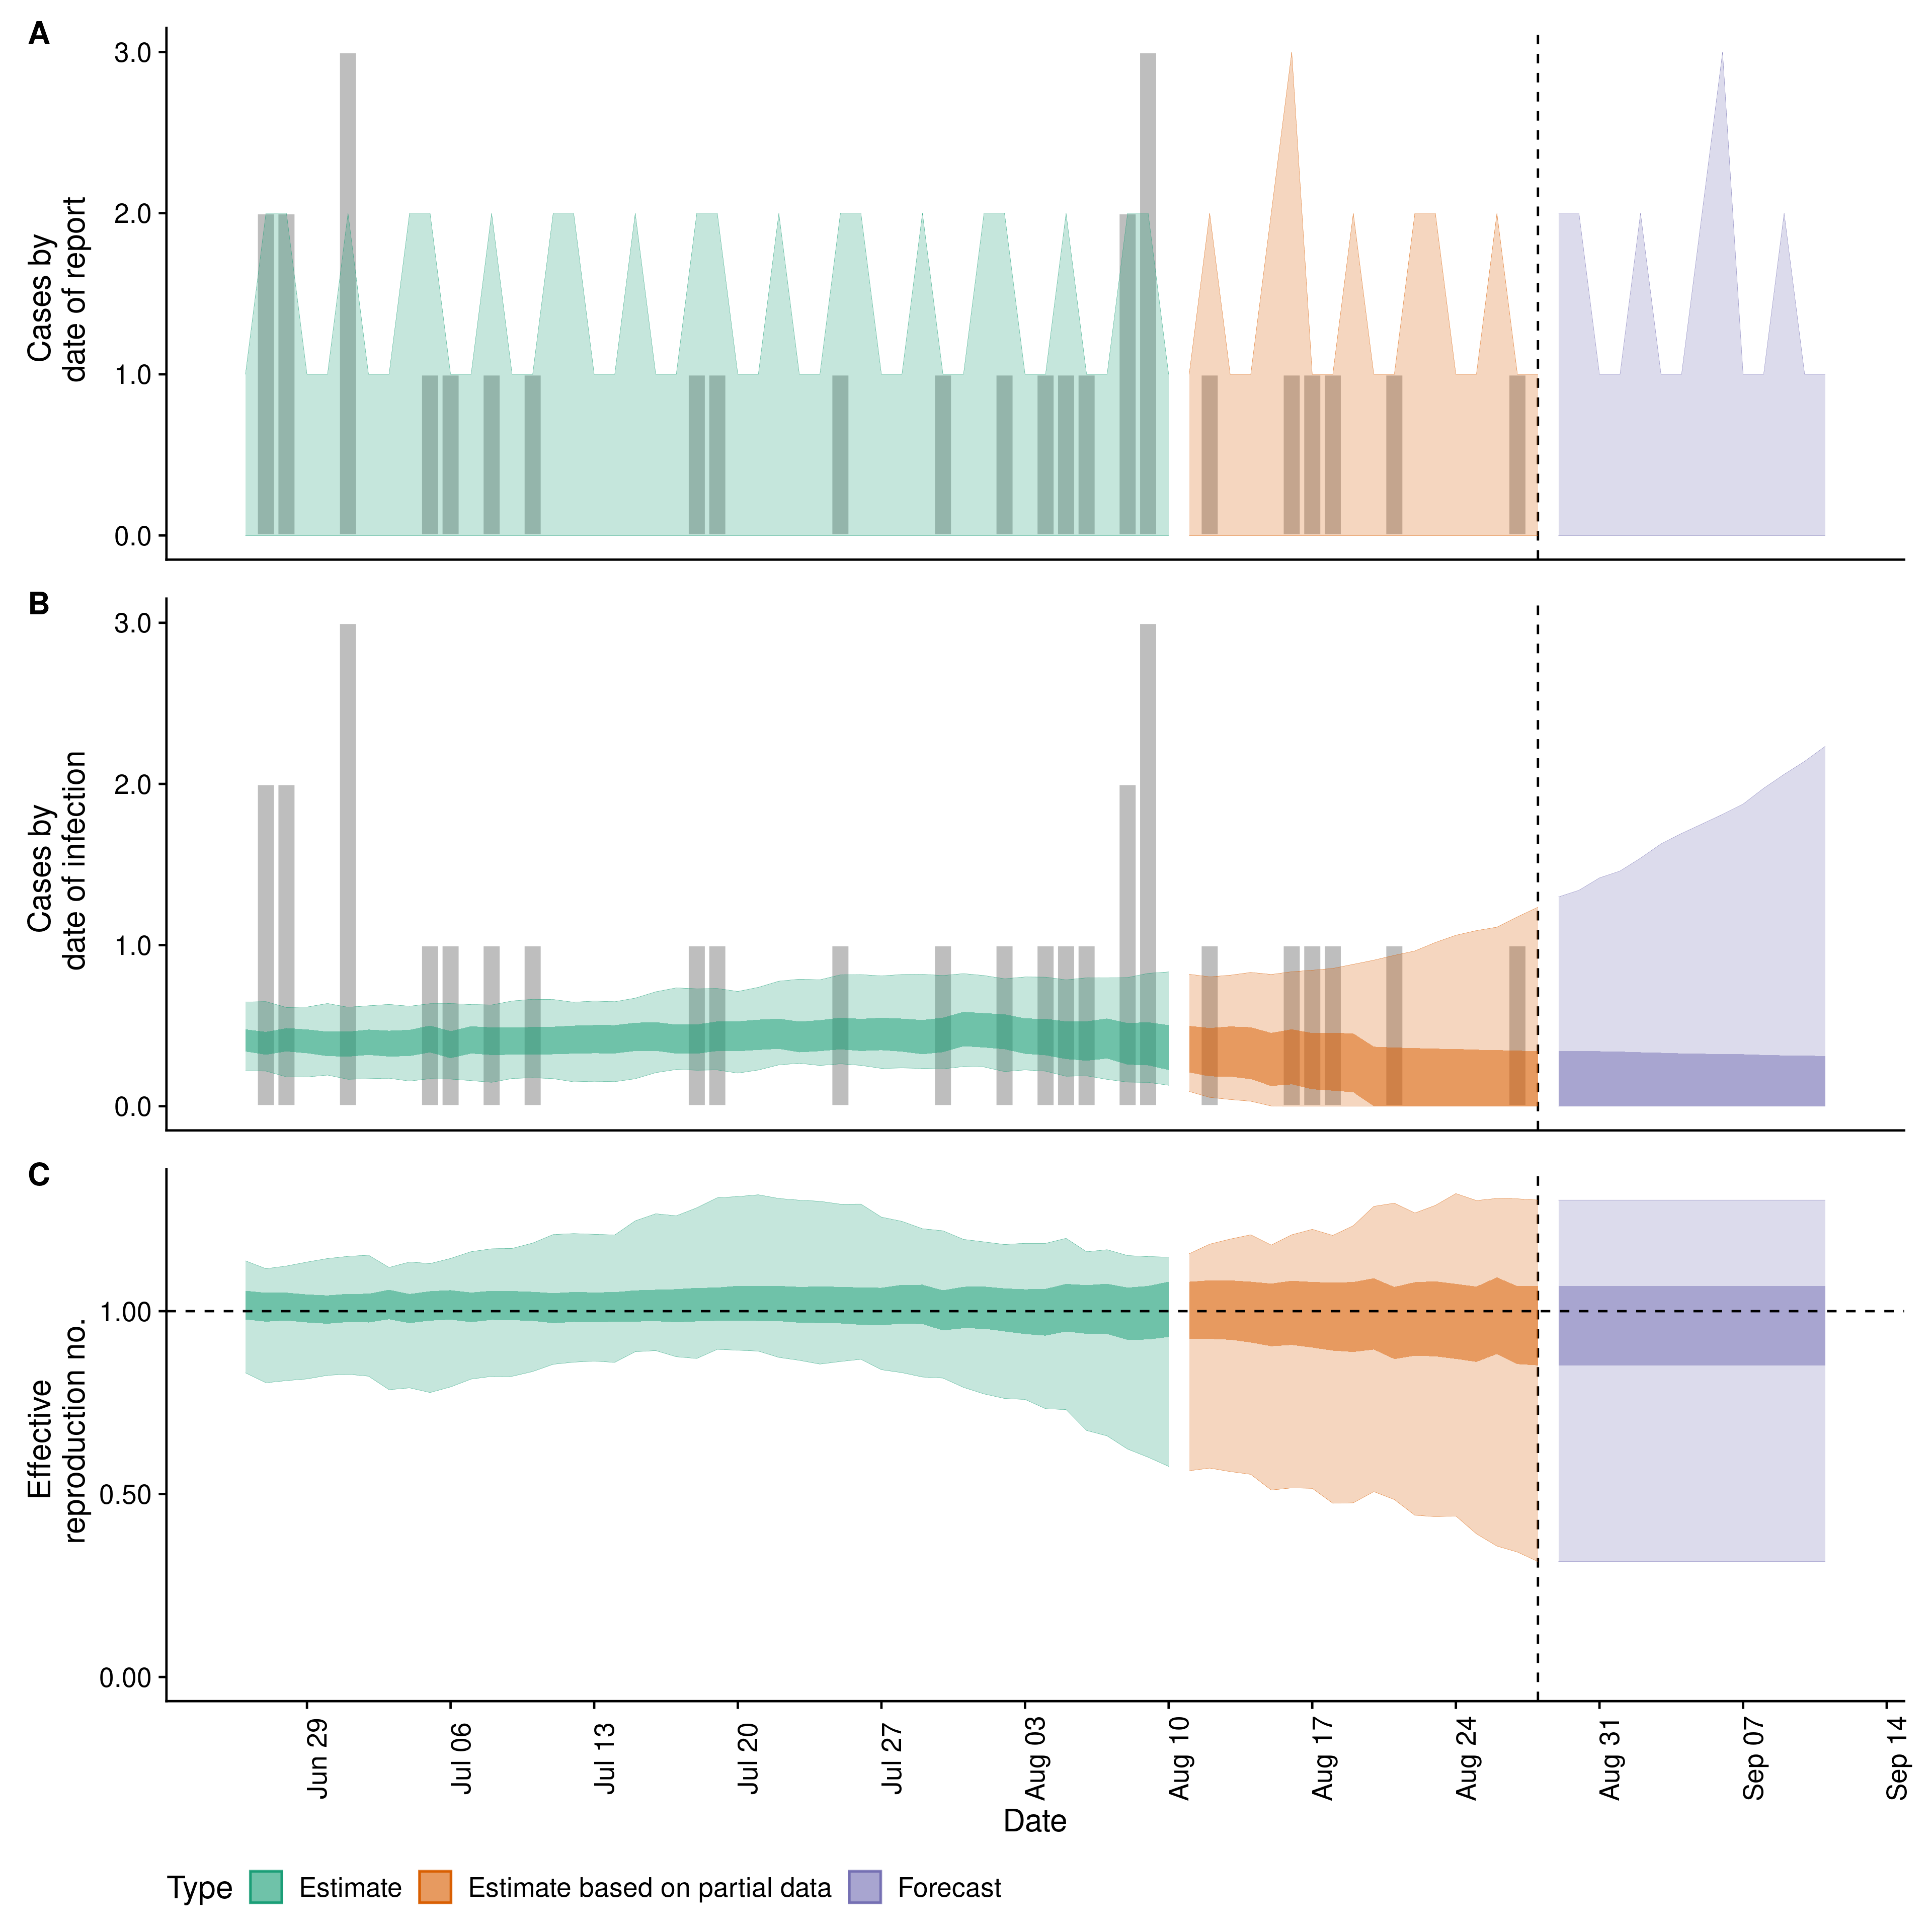 A
3.0
2.0
1.0
0.0
Cases by
date of report
B
3.0
2.0
1.0
0.0
Cases by
date of infection
C
1.00
0.50
0.00
Effective
reproduction no.
Jun 29
Jul 06
Jul 13
Jul 20
Jul 27
Aug 03
Aug 10
Aug 17
Aug 24
Aug 31
Sep 07
Sep 14
Date
Type Estimate Estimate based on partial data Forecast